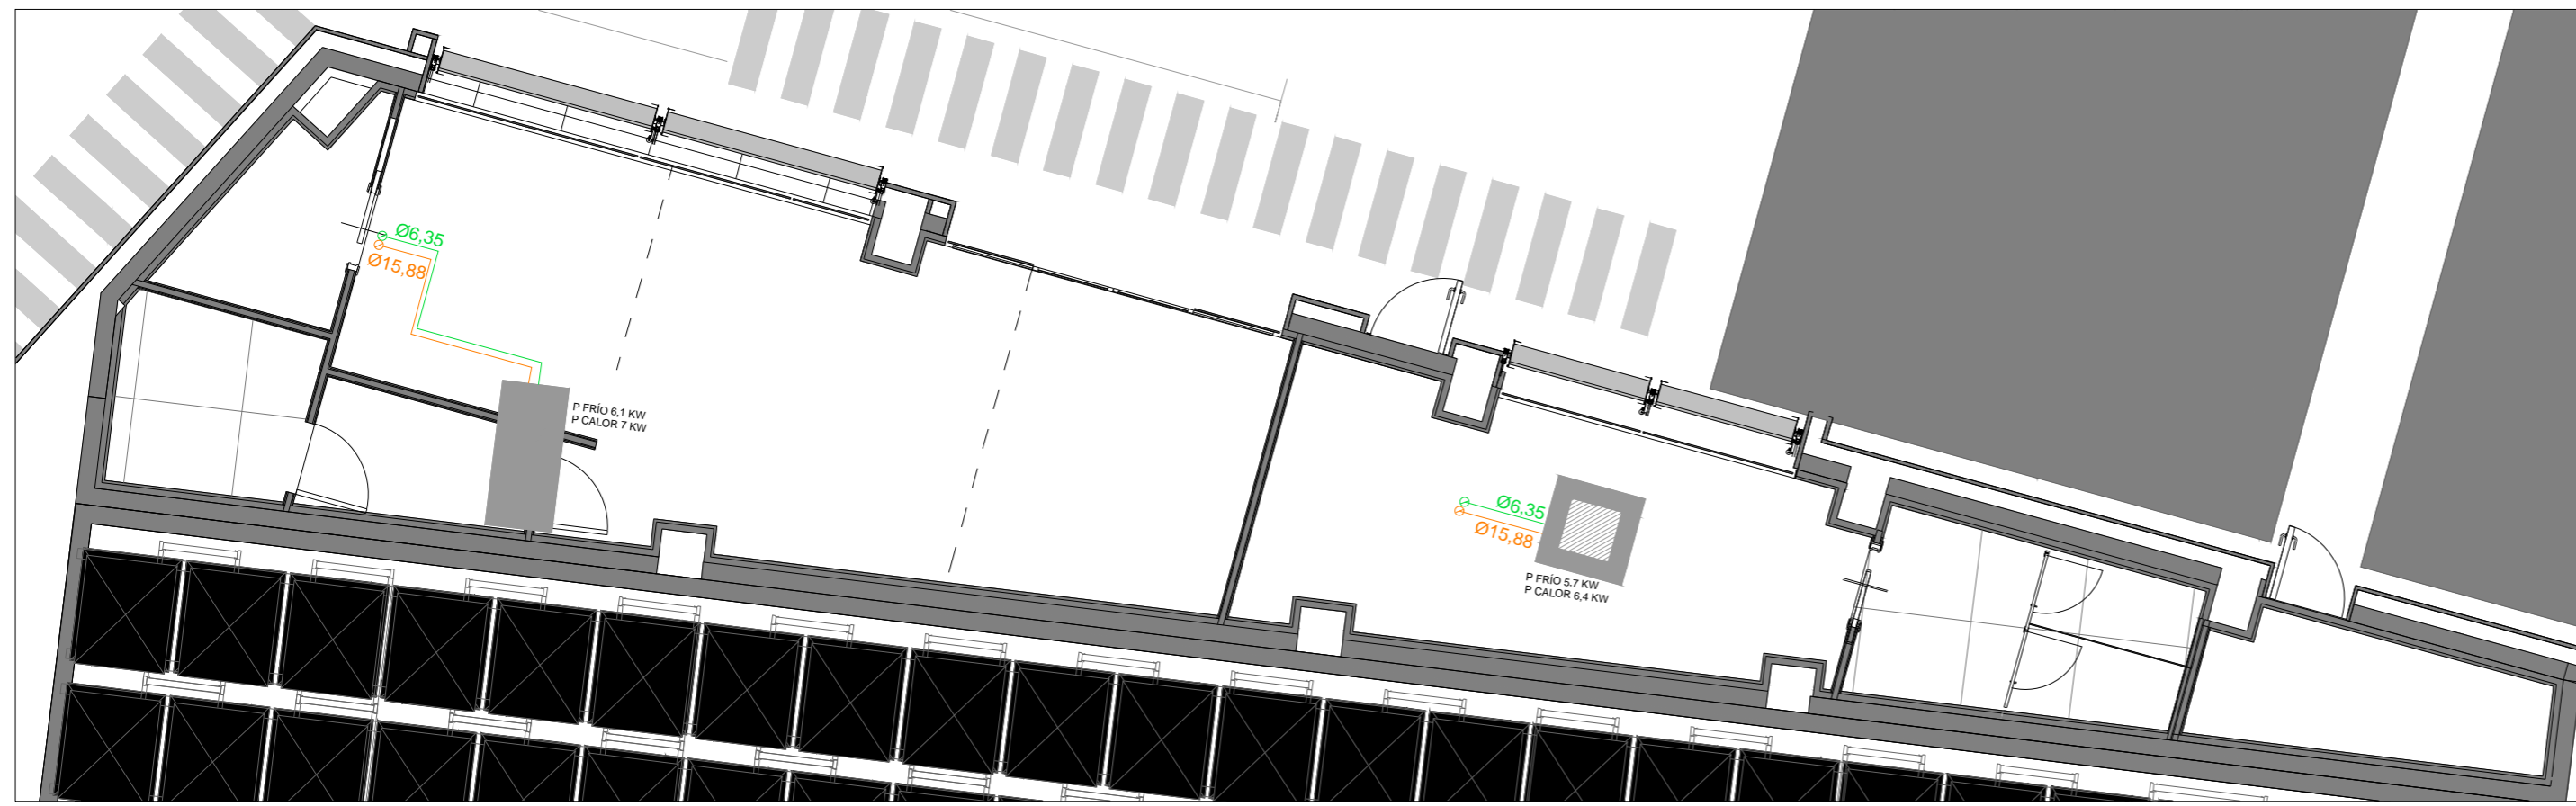 Ø6,35
Ø15,88
P FRÍO 6,1 KW
P CALOR 7 KW
Ø6,35
Ø15,88
P FRÍO 5,7 KW
P CALOR 6,4 KW